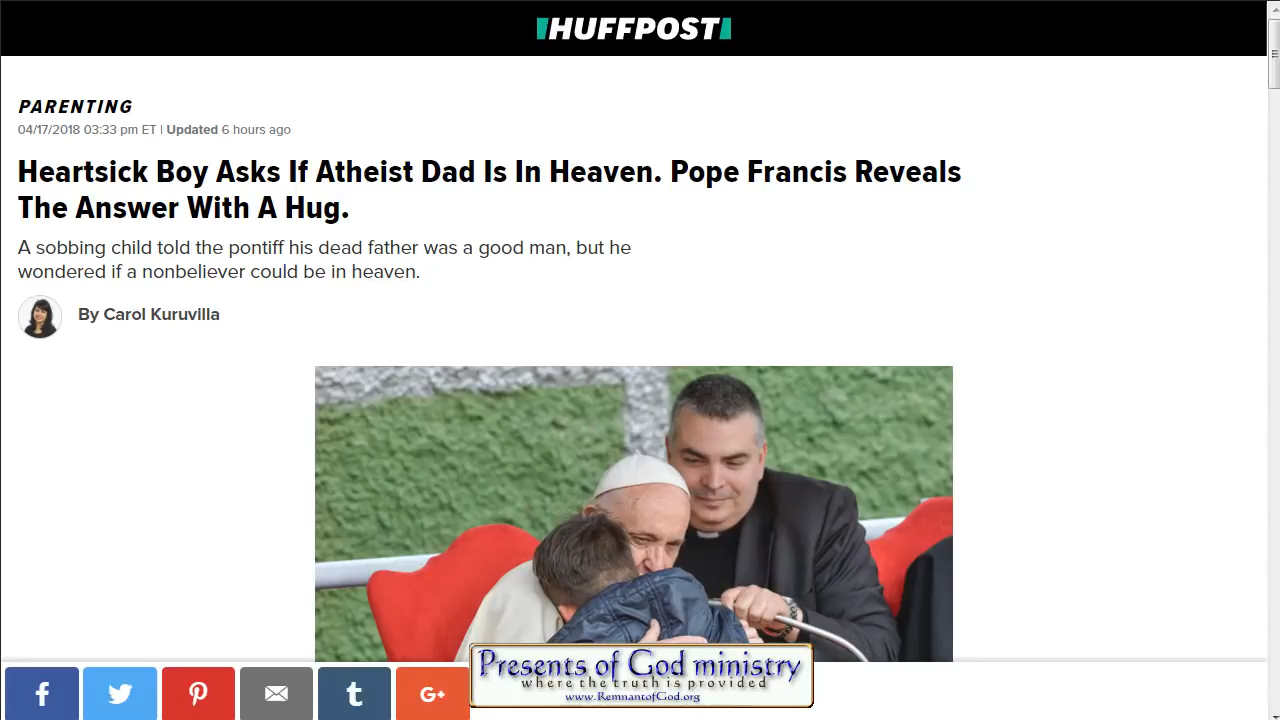 HUFFPOST
PARENTING
04/17/2018 03:33 pm ET | Updated 6 hours ago
Heartsick Boy Asks If Atheist Dad Is In Heaven. Pope Francis Reveals
The Answer With A Hug.
A sobbing child told the pontiff his dead father was a good man, but he
wondered if a nonbeliever could be in heaven.
By Carol Kuruvilla
f
t
G+
Presents of God ministry
where the truth is provided
www.RemnantofGod.org